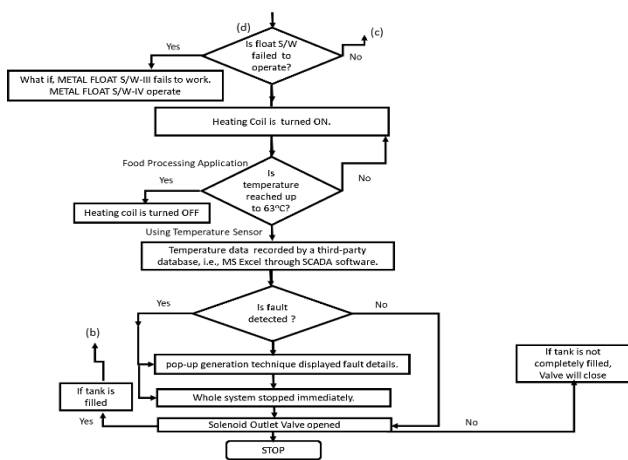 (d)
(c)
Is float S/W
failed to
operate?
Yes
No
What if, METAL FLOAT S/W-III fails to work.
METAL FLOAT S/W-IV operate
Heating Coil is turned ON.
Food Processing Application
Is
temperature
reached up
to 63°C?
Yes
No
Heating coil is turned OFF
Using Temperature Sensor
Temperature data recorded by a third-party
database, i.e., MS Excel through SCADA software.
Is fault
detected ?
Yes
No
(b)
pop-up generation technique displayed fault details.
If tank is not
completely filled,
Valve will close
If tank is
filled
Whole system stopped immediately.
Yes
Solenoid Outlet Valve opened
No
STOP